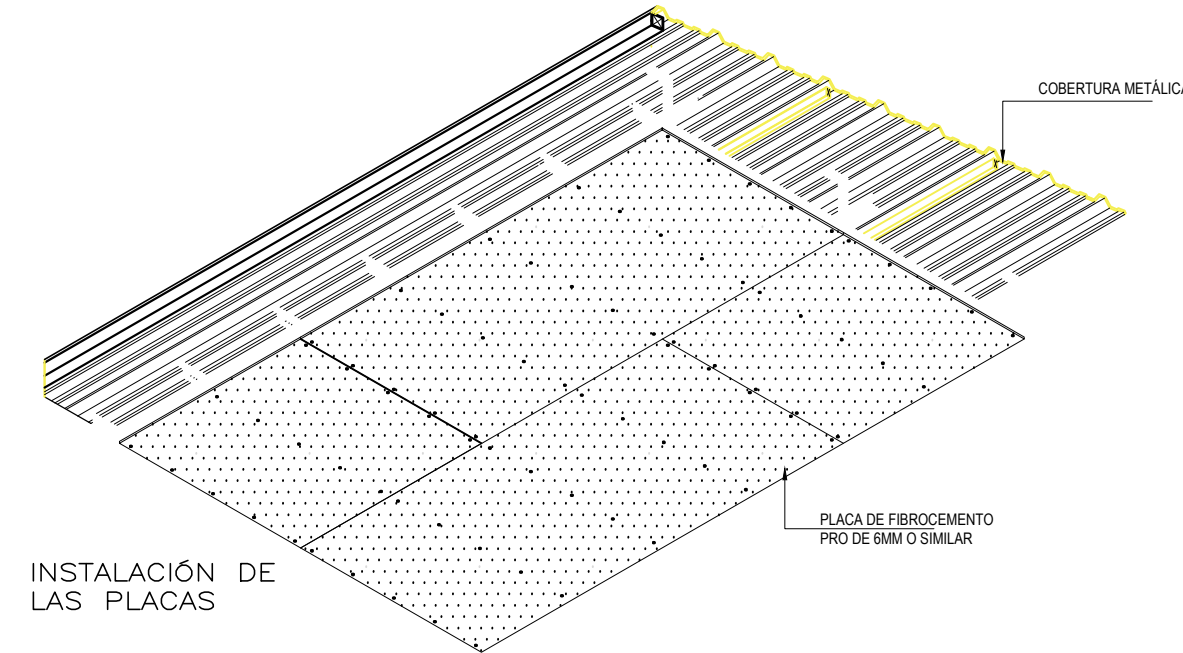 COBERTURA METÁLICA
PLACA DE FIBROCEMENTO
PRO DE 6MM O SIMILAR
INSTALACIÓN DE
LAS PLACAS